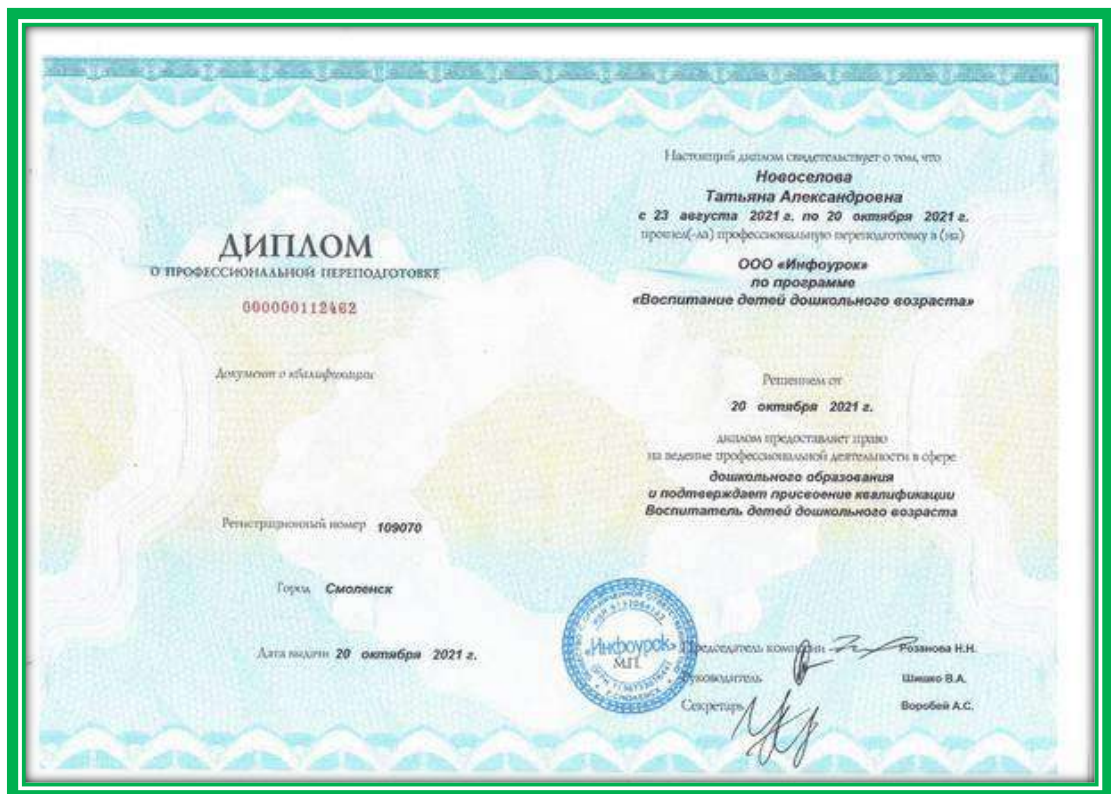 ДИПЛОМ
О ПРОФЕССИОНАЛЬНОЙ ПЕРЕПОДГОТОВКЕ
000000112462
Документ о квалификации
Регистрационный номер 109070
Город Смоленск
Дата выдачи 20 октября 2021 г.
Настоящий диплом свидетельствует о том, что
Новоселова
Татьяна Александровна
с 23 августа 2021 г. по 20 октября 2021 г.
прошел(-ла) профессиональную переподготовку в (на)
ООО «Инфоурок»
по программе
«Воспитание детей дошкольного возраста»
Решением от
20 октября 2021 г.
диплом предоставляет право
на ведение профессиональной деятельности в сфере
дошкольного образования
и подтверждает присвоение квалификации
Воспитатель детей дошкольного возраста
«Инфоурок»
М.П.
Председатель комиссии Розанова Н.Н.
Руководитель Шишко В.А.
Секретарь Воробей А.С.